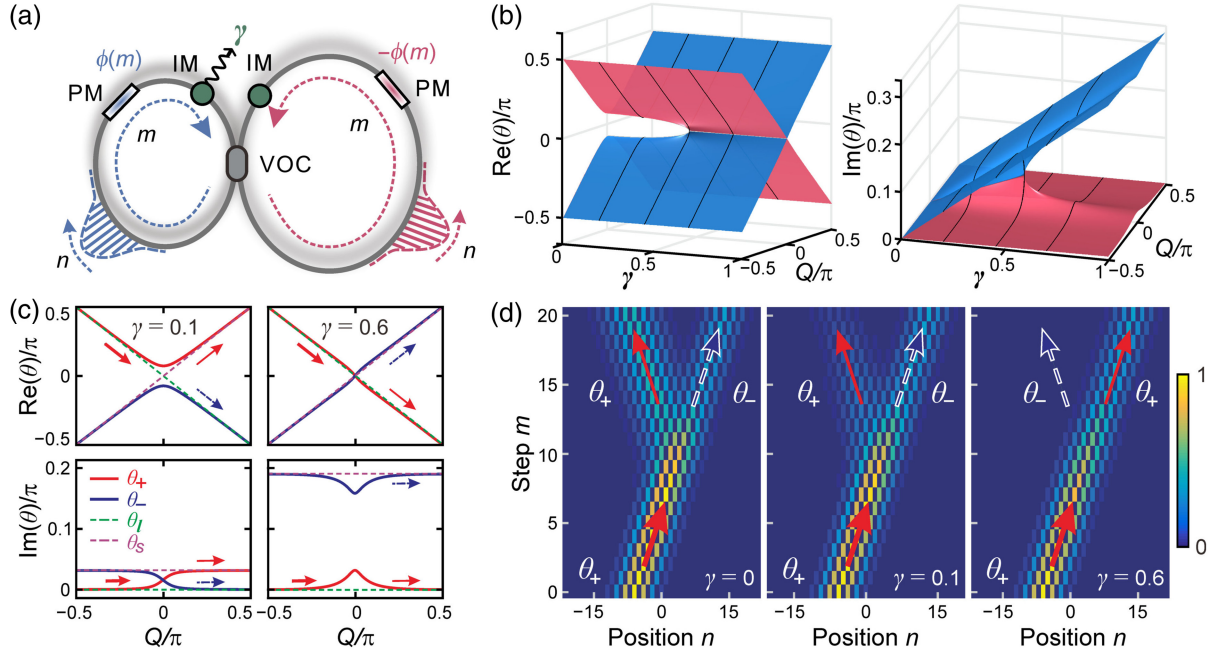 (a)
γ
ϕ(m)
IM
IM
−ϕ(m)
PM
PM
m
m
VOC
n
n
(b)
Re(θ)/π
0.5
0
−0.5
0
0.5
1
γ
−0.5
0
0.5
Q/π
Im(θ)/π
0.3
0.2
0.1
0
0
0.5
1
γ
−0.5
0
0.5
Q/π
(c)
Re(θ)/π
0.5
0
−0.5
γ = 0.1
γ = 0.6
Im(θ)/π
0.2
0.1
0
θ+
θ−
θl
θs
−0.5 0 0.5
−0.5 0 0.5
Q/π
Q/π
(d)
Step m
20
15
10
5
0
θ+
θ−
θ+
γ = 0
θ+
θ−
θ+
γ = 0.1
θ−
θ+
θ+
γ = 0.6
−15 0 15
−15 0 15
−15 0 15
Position n
Position n
Position n
1
0